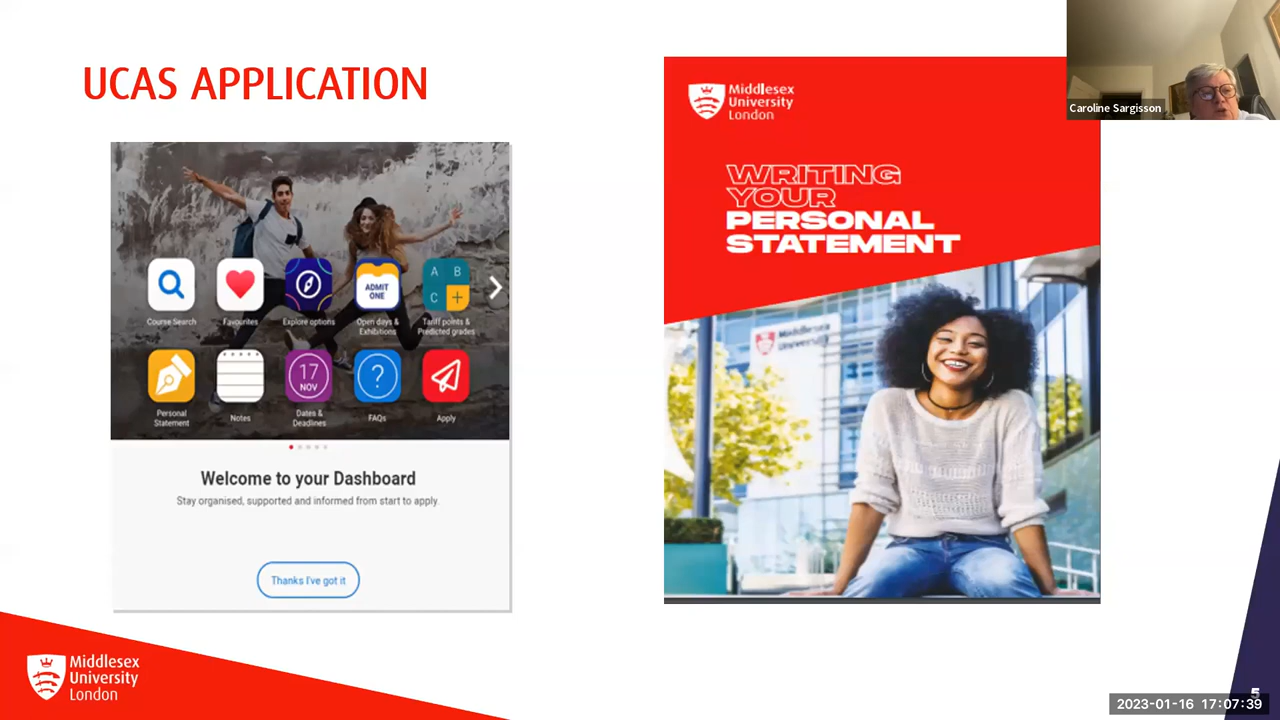 UCAS APPLICATION
Course Search
Favourites
Explore options
ADMIT
ONE
Open days &
Exhibitions
A B
C +
Tariff points &
Predicted grades
Personal
Statement
Notes
17
NOV
Dates &
Deadlines
?
FAQs
Apply
Welcome to your Dashboard
Stay organised, supported and informed from start to apply.
Thanks I've got it
Middlesex
University
London
WRITING
YOUR
PERSONAL
STATEMENT
Middlesex
University
Caroline Sargisson
Middlesex
University
London
5
2023-01-16 17:07:39